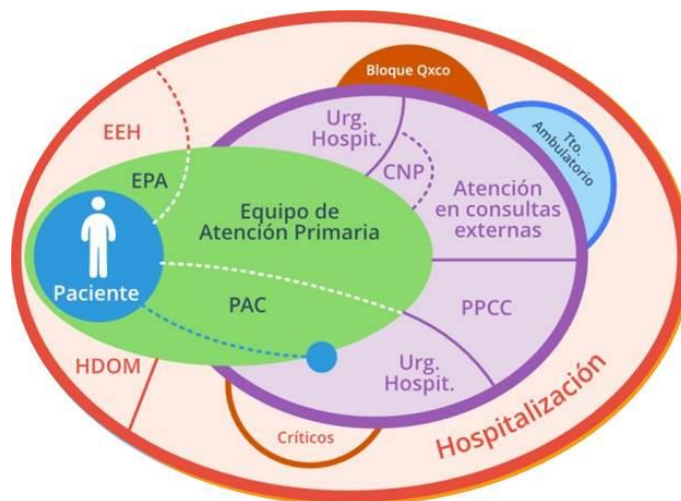 Bloque Qxco
Tto.
Ambulatorio
Urg.
Hospit.
EEH
CNP
EPA
Atención
en consultas
externas
Equipo de
Atención Primaria
Paciente
PAC
PPCC
HDOM
Urg.
Hospit.
Críticos
Hospitalización